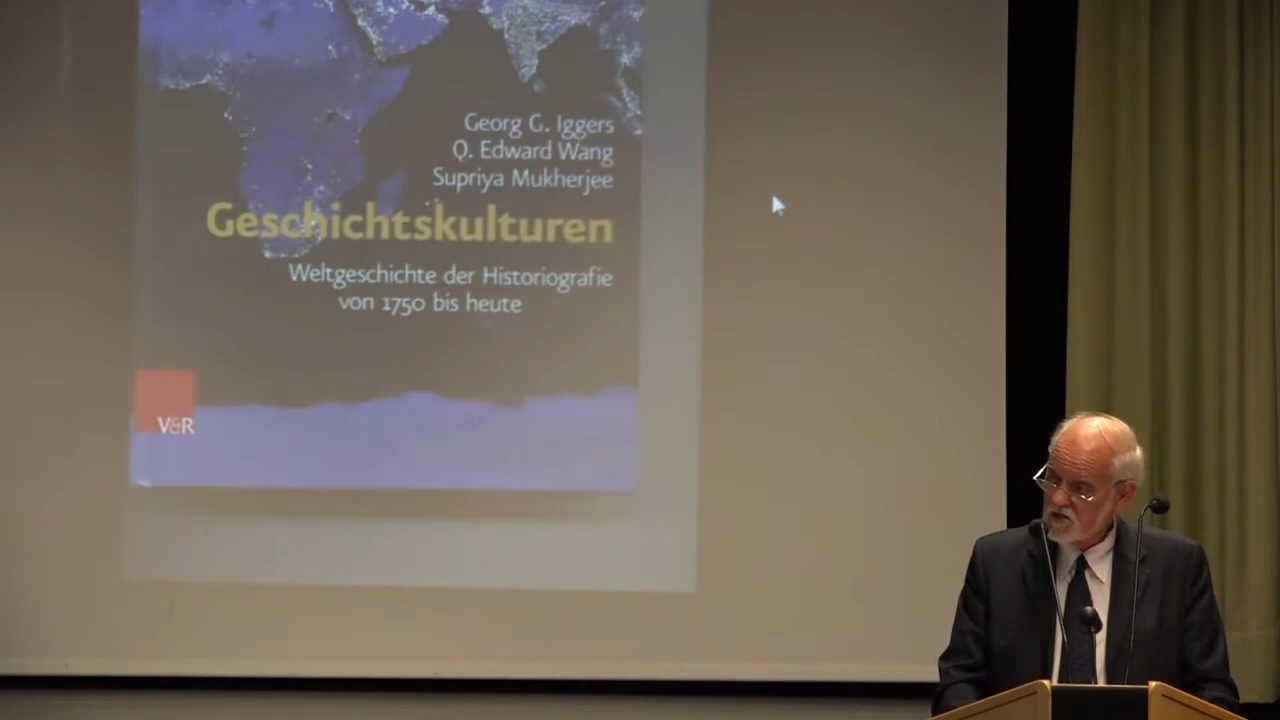 Georg G. Iggers
Q. Edward Wang
Supriya Mukherjee
Geschichtskulturen
Weltgeschichte der Historiografie
von 1750 bis heute
V&R